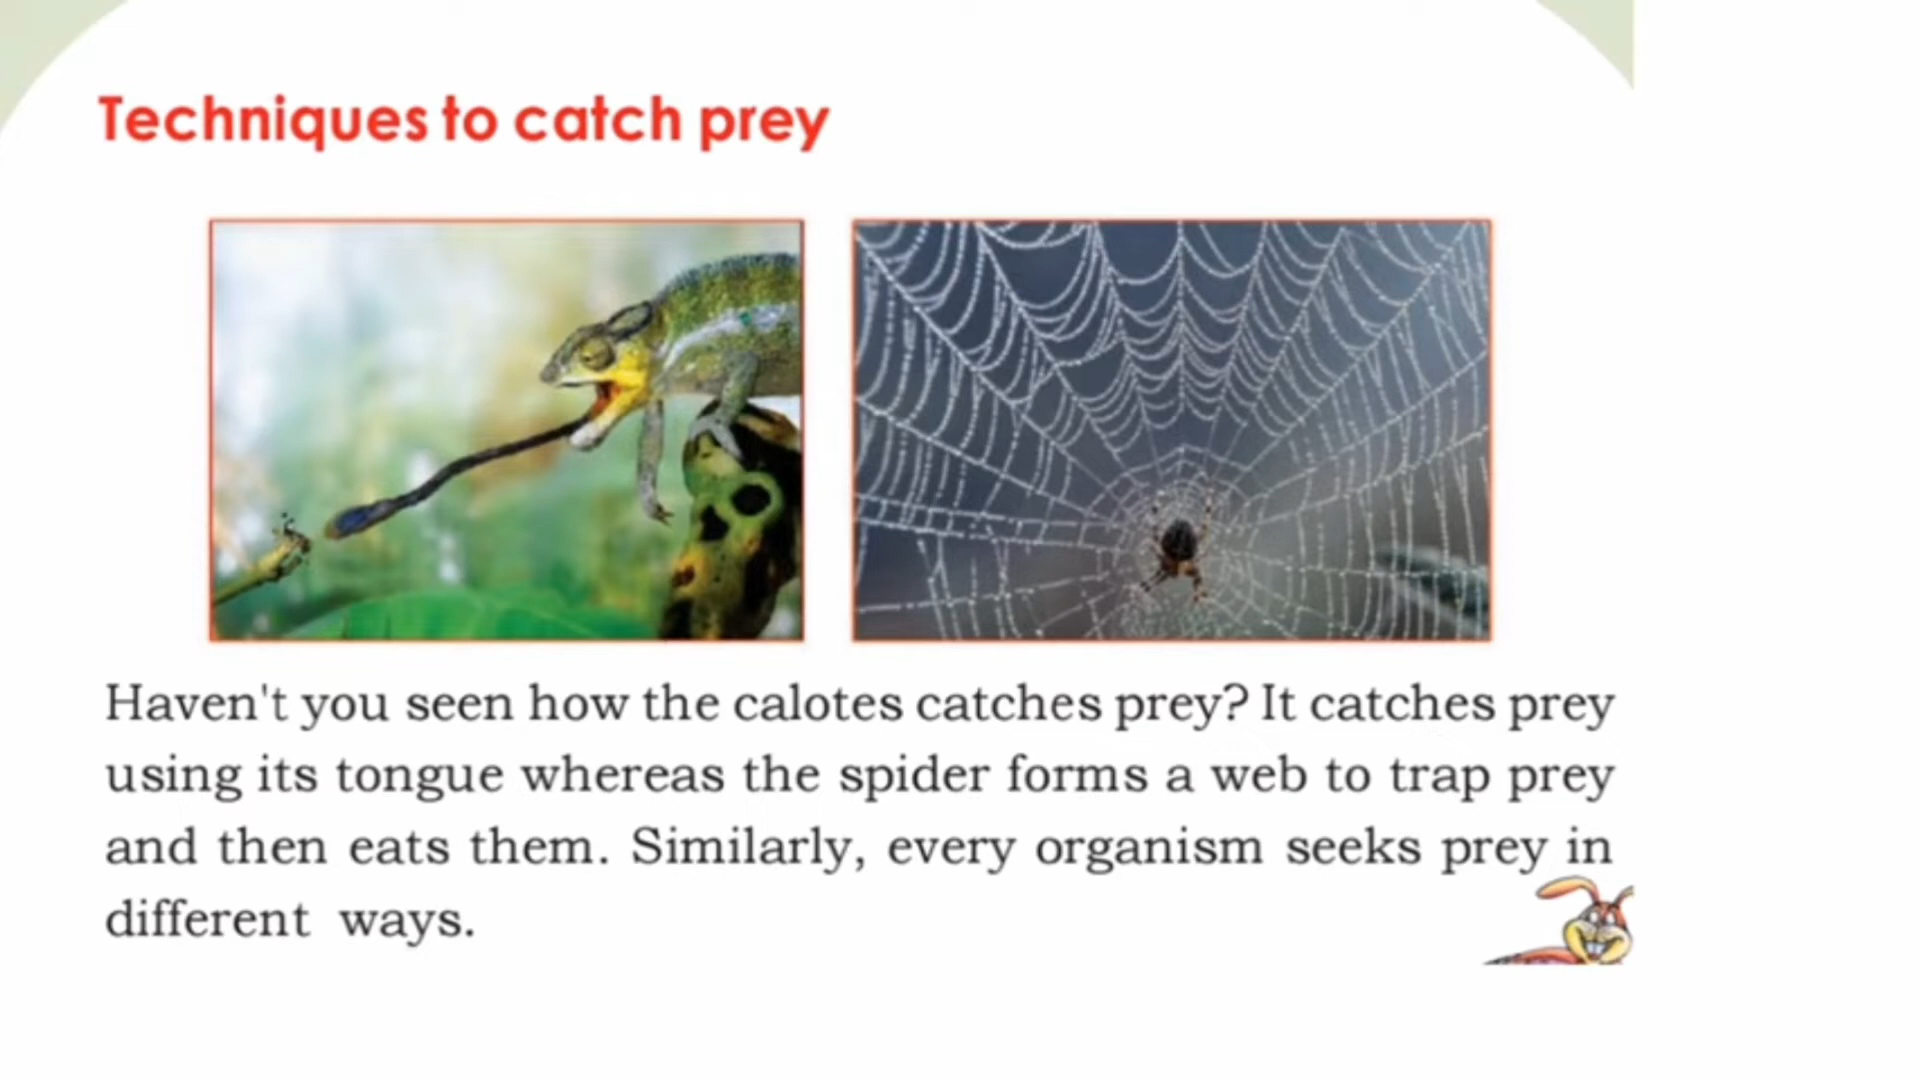 Techniques to catch prey
Haven't you seen how the calotes catches prey? It catches prey
using its tongue whereas the spider forms a web to trap prey
and then eats them. Similarly, every organism seeks prey in
different ways.